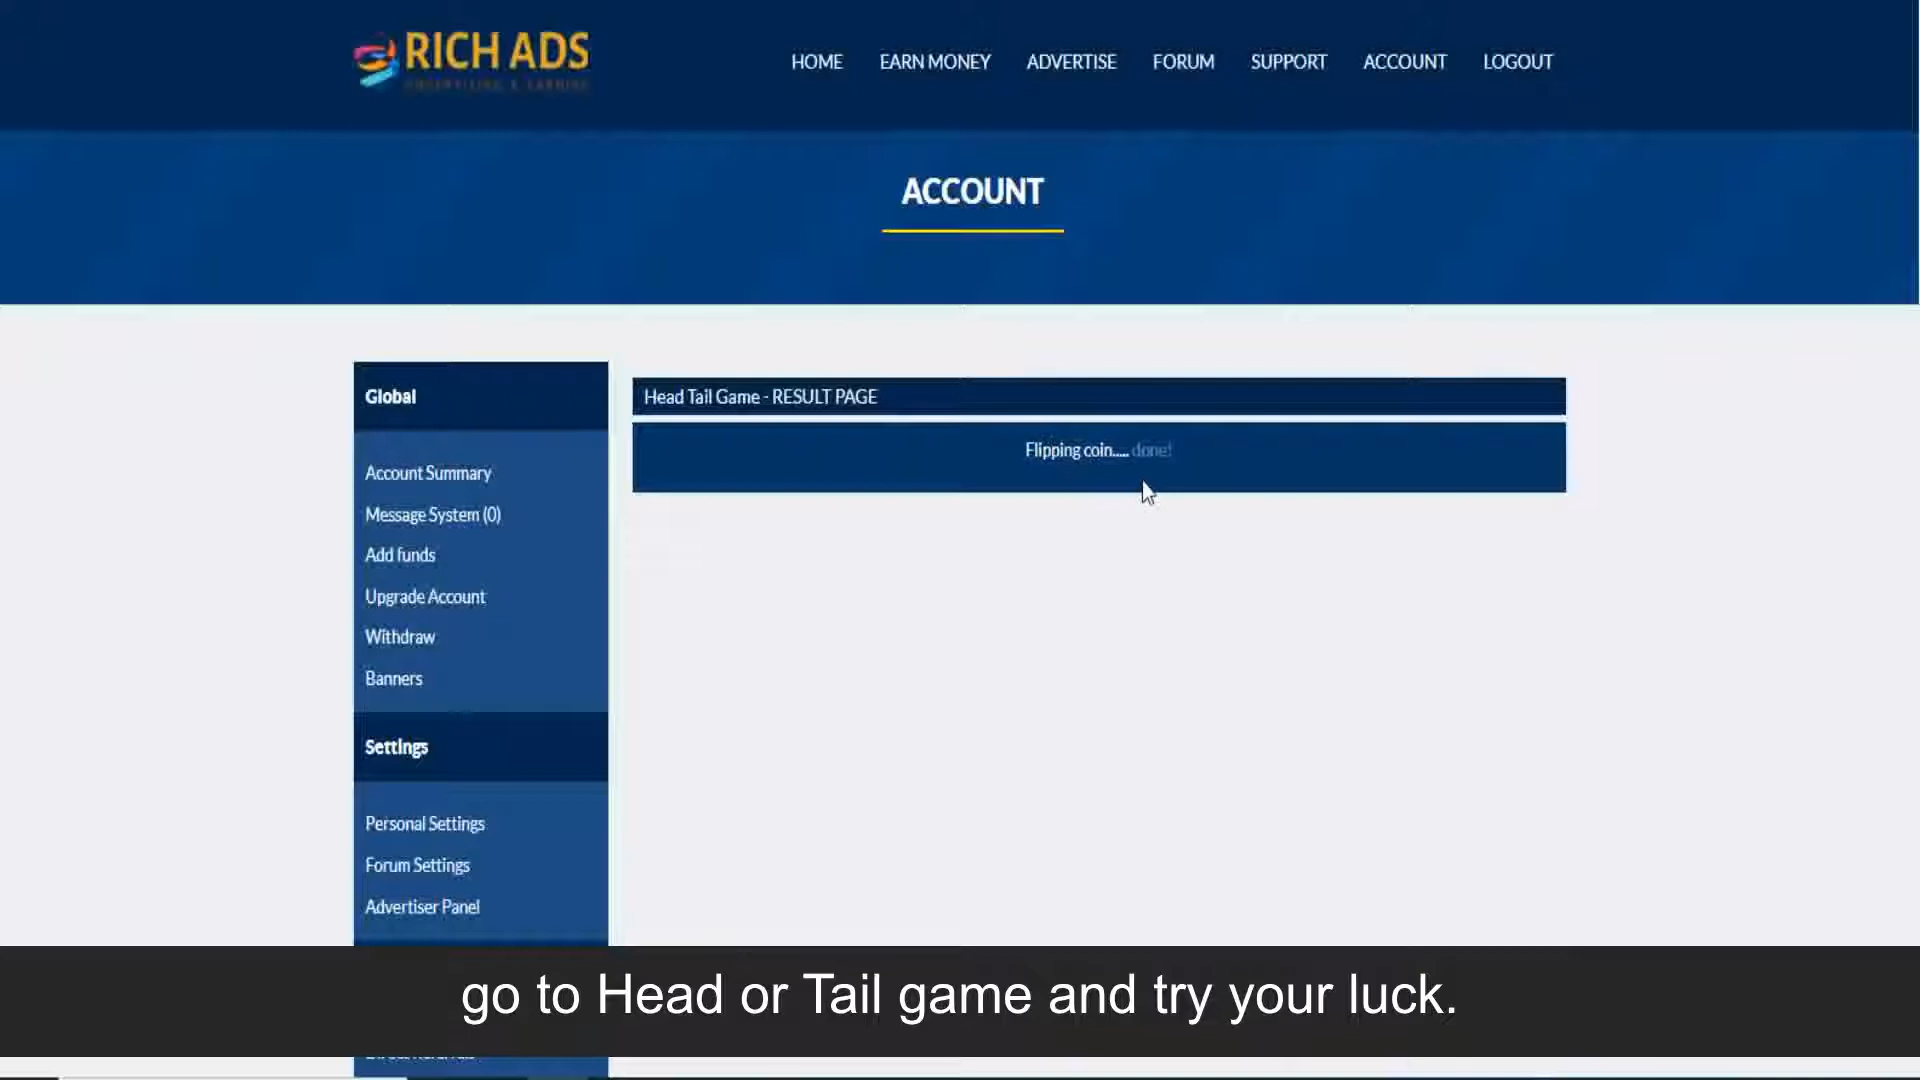 RICH ADS
ADVERTISING & EARNING
HOME EARN MONEY ADVERTISE FORUM SUPPORT ACCOUNT LOGOUT
ACCOUNT
Global
Account Summary
Message System (0)
Add funds
Upgrade Account
Withdraw
Banners
Settings
Personal Settings
Forum Settings
Advertiser Panel
Head Tail Game - RESULT PAGE
Flipping coin..... done!
go to Head or Tail game and try your luck.